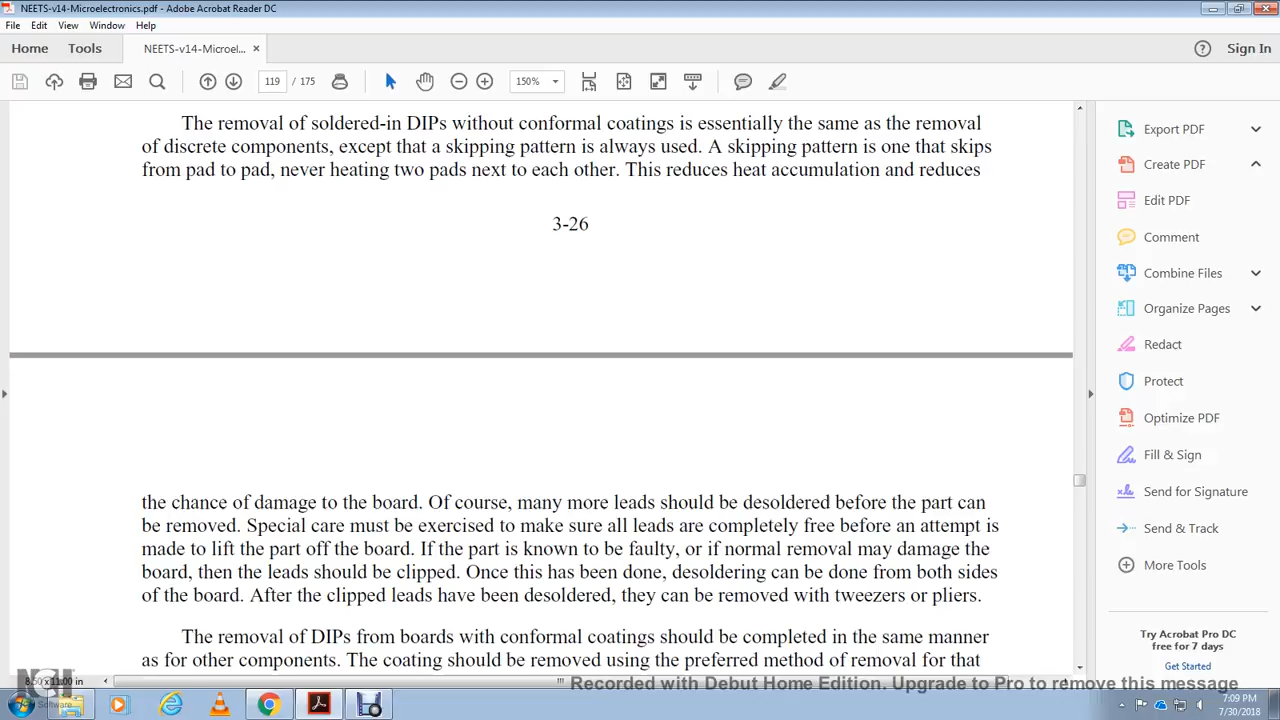 NEETS-v14-Microelectronics.pdf - Adobe Acrobat Reader DC
File Edit View Window Help
Home Tools NEETS-v14-Microel... × Sign In
119 / 175 150%
The removal of soldered-in DIPs without conformal coatings is essentially the same as the removal
of discrete components, except that a skipping pattern is always used. A skipping pattern is one that skips
from pad to pad, never heating two pads next to each other. This reduces heat accumulation and reduces
3-26
the chance of damage to the board. Of course, many more leads should be desoldered before the part can
be removed. Special care must be exercised to make sure all leads are completely free before an attempt is
made to lift the part off the board. If the part is known to be faulty, or if normal removal may damage the
board, then the leads should be clipped. Once this has been done, desoldering can be done from both sides
of the board. After the clipped leads have been desoldered, they can be removed with tweezers or pliers.
The removal of DIPs from boards with conformal coatings should be completed in the same manner
as for other components. The coating should be removed using the preferred method of removal for that
Export PDF
Create PDF
Edit PDF
Comment
Combine Files
Organize Pages
Redact
Protect
Optimize PDF
Fill & Sign
Send for Signature
Send & Track
More Tools
Try Acrobat Pro DC
free for 7 days
Get Started
8.50 x 11.00 in
Recorded with Debut Home Edition. Upgrade to Pro to remove this message
Software
7:09 PM
7/30/2018